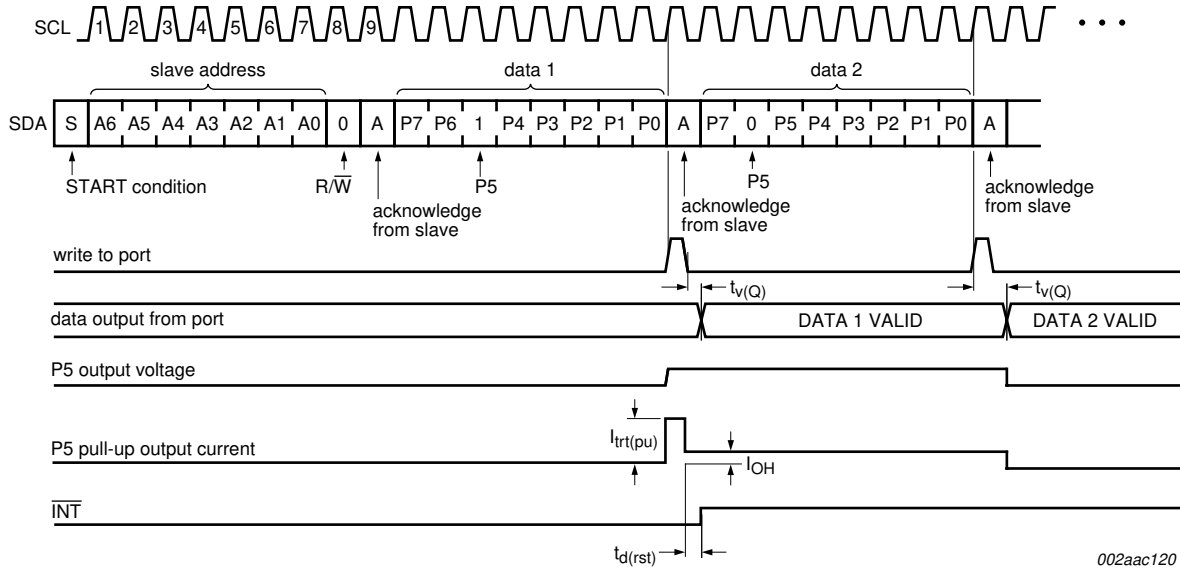 SCL 1 2 3 4 5 6 7 8 9 • • •
slave address data 1 data 2
SDA S A6 A5 A4 A3 A2 A1 A0 0 A P7 P6 1 P4 P3 P2 P1 P0 A P7 0 P5 P4 P3 P2 P1 P0 A
START condition R/W̅ P5 P5
acknowledge
from slave
acknowledge
from slave
acknowledge
from slave
write to port
tv(Q) tv(Q)
data output from port DATA 1 VALID DATA 2 VALID
P5 output voltage
Itrt(pu)
P5 pull-up output current
IOH
I̅N̅T̅
td(rst)
002aac120